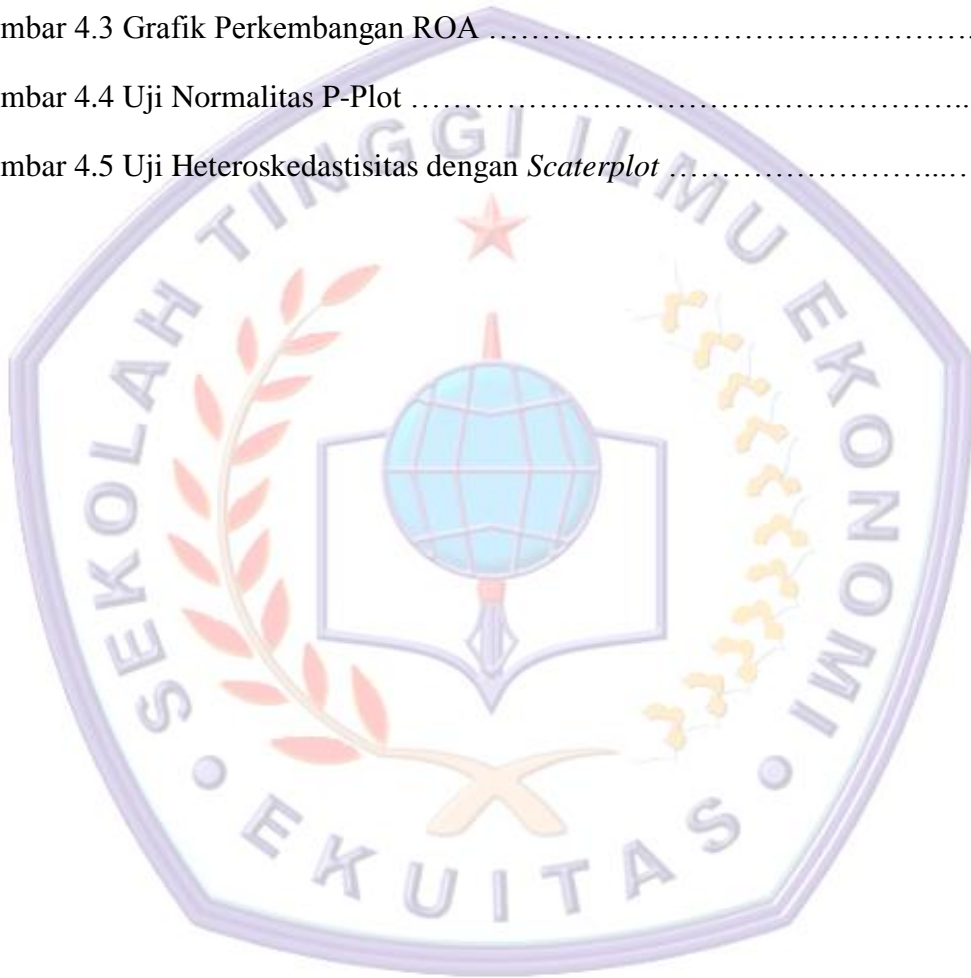 mbar 4.3 Grafik Perkembangan ROA ……………………………………………….
mbar 4.4 Uji Normalitas P-Plot ……………………………………………………..
mbar 4.5 Uji Heteroskedastisitas dengan Scaterplot ………………………...…
SEKOLAH TINGGI ILMU EKONOMI
• EKUITAS •